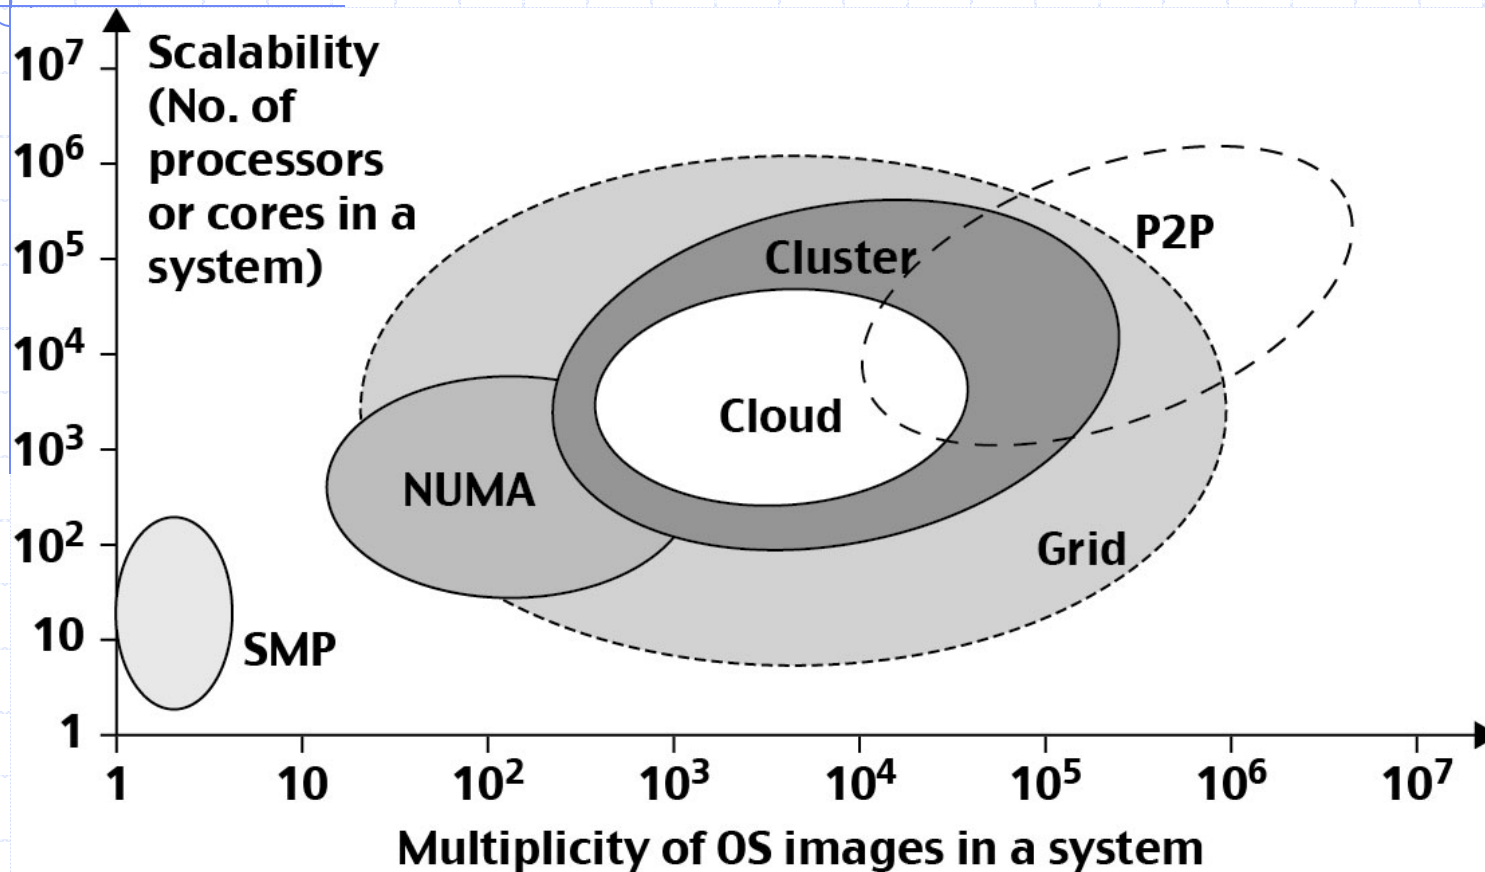 10⁷
Scalability
(No. of
processors
or cores in a
system)
10⁶
10⁵
10⁴
10³
10²
10
1
Cluster
P2P
Cloud
NUMA
Grid
SMP
1 10 10² 10³ 10⁴ 10⁵ 10⁶ 10⁷
Multiplicity of OS images in a system